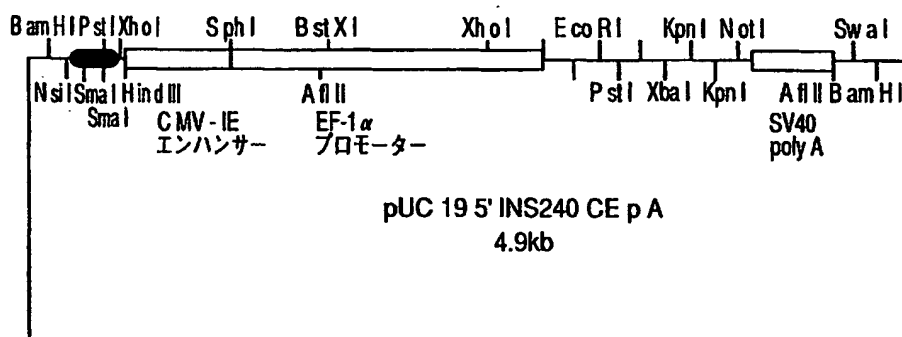 BamHI PstI XhoI SphI BstXI XhoI EcoRI KpnI NotI SwaI
NsiI SmaI HindIII AflII PstI XbaI KpnI AflII BamHI
SmaI CMV-IE EF-1α SV40
エンハンサー プロモーター poly A
pUC 19 5' INS240 CE p A
4.9kb